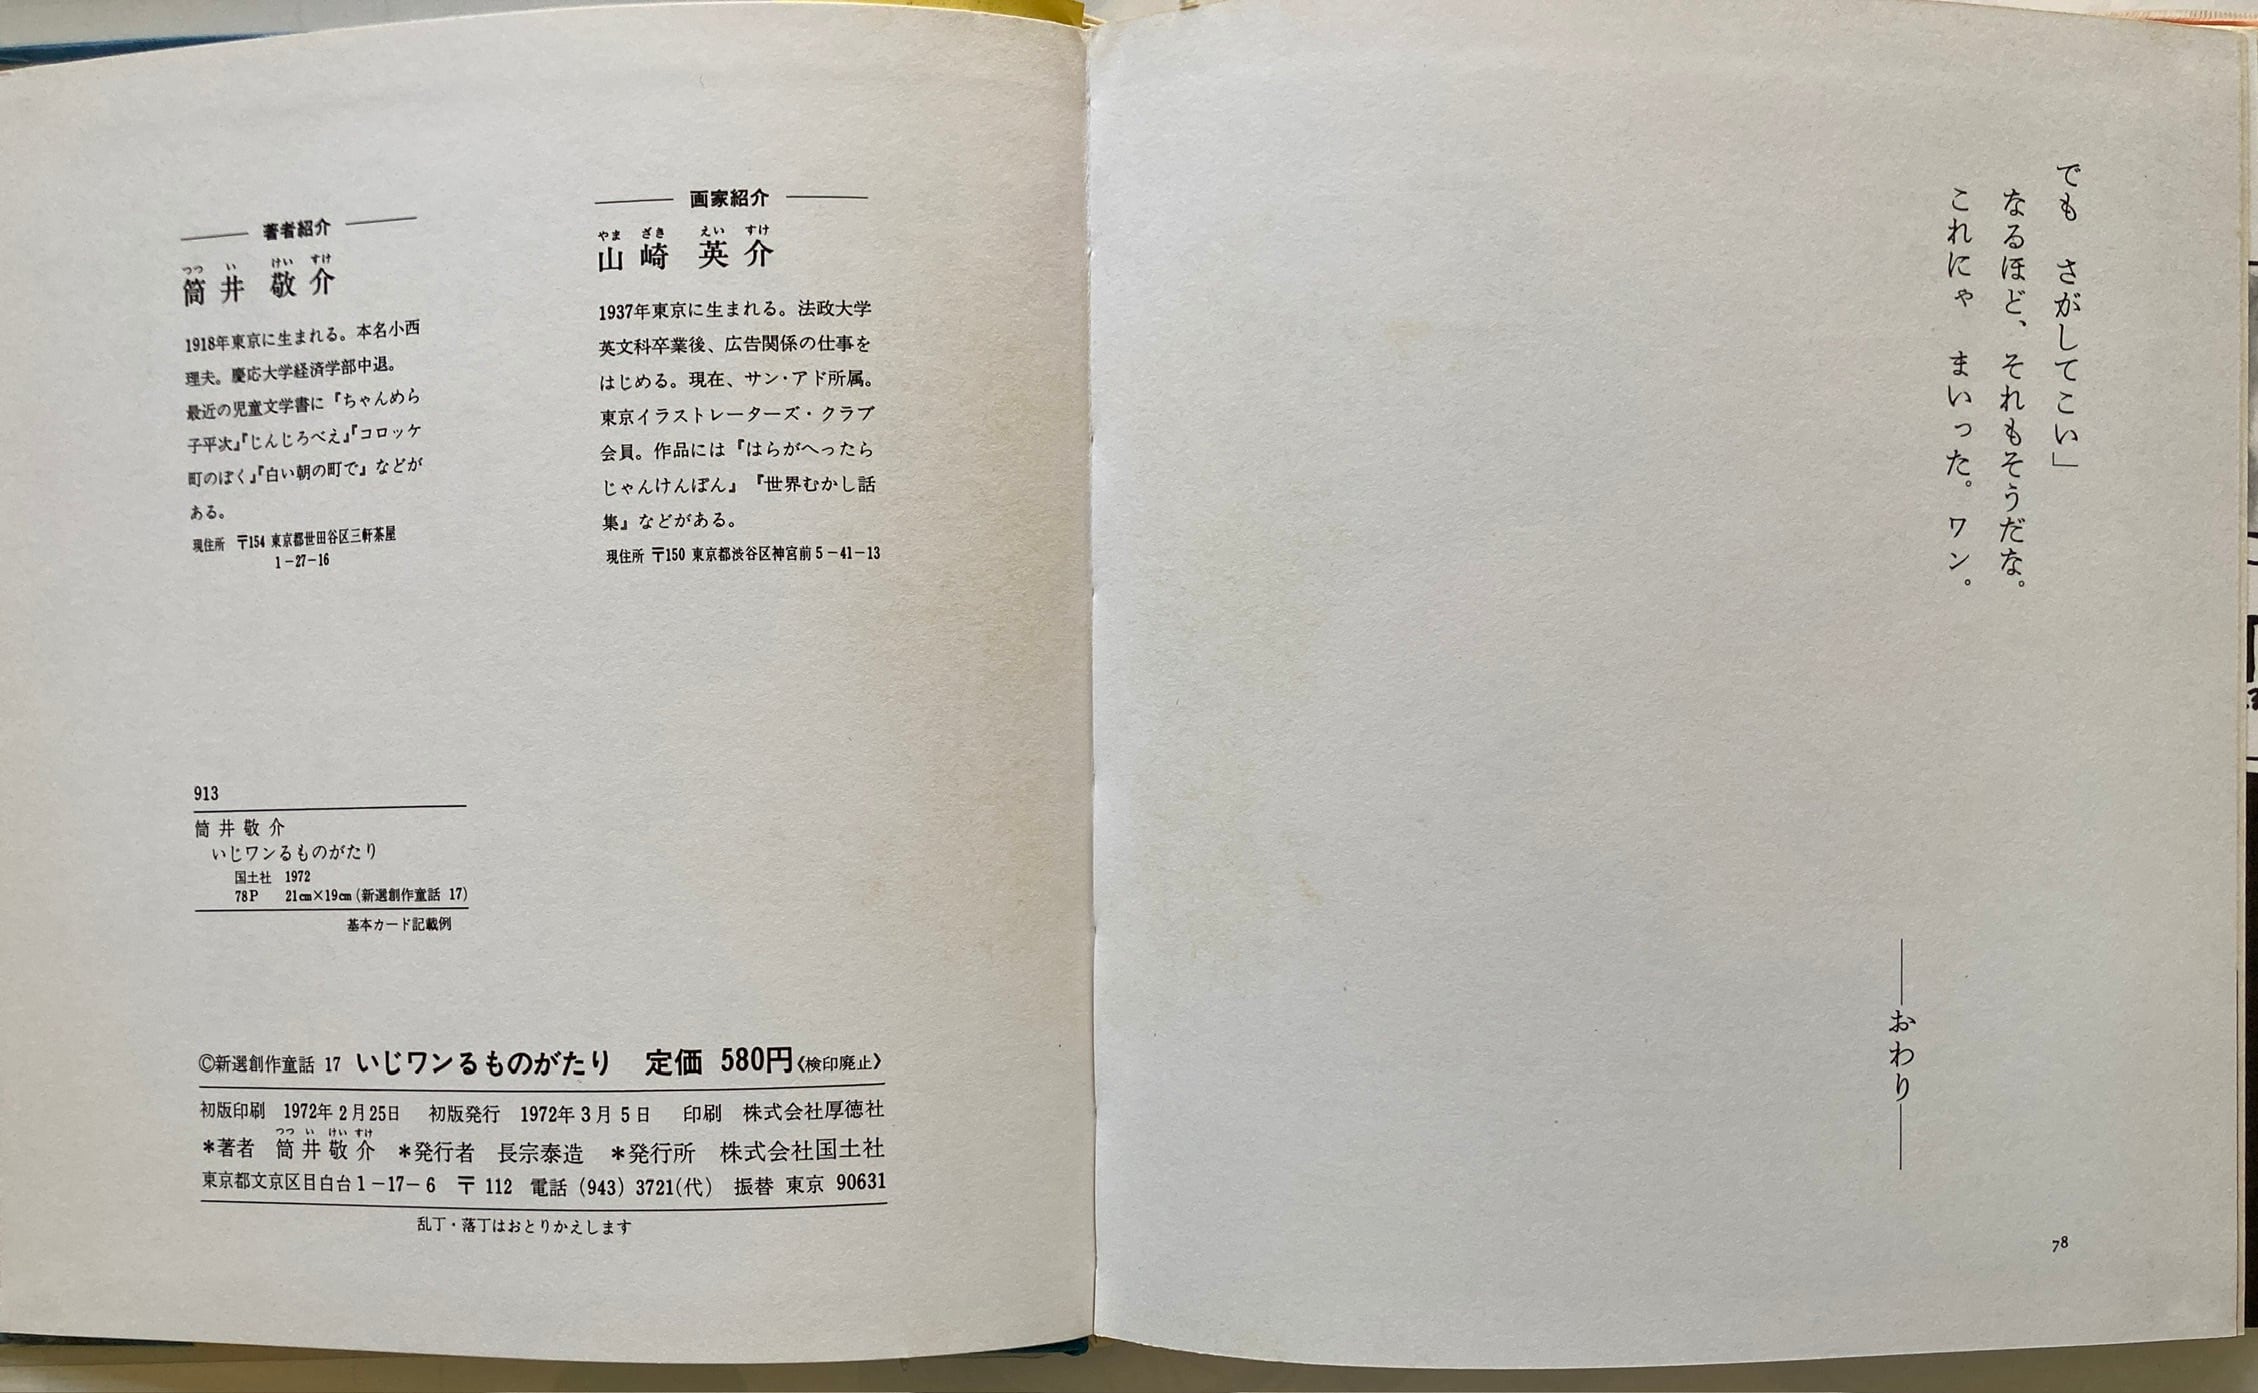 でも さがしてこい」
なるほど、それもそうだな。
これにゃ まいった。ワン。
――おわり――
78
画家紹介
やま ざき えい すけ
山崎 英介
1937年東京に生まれる。法政大学
英文科卒業後、広告関係の仕事を
はじめる。現在、サン・アド所属。
東京イラストレーターズ・クラブ
会員。作品には『はらがへったら
じゃんけんぽん』『世界むかし話
集』などがある。
現住所 〒150 東京都渋谷区神宮前5-41-13
著者紹介
つつ い けい すけ
筒井 敬介
1918年東京に生まれる。本名小西
理夫。慶応大学経済学部中退。
最近の児童文学書に『ちゃんめら
子平次』『じんじろべえ』『コロッケ
町のぼく』『白い朝の町で』などが
ある。
現住所 〒154 東京都世田谷区三軒茶屋
1-27-16
913
筒井敬介
いじワンるものがたり
国土社 1972
78P 21cm×19cm(新選創作童話 17)
基本カード記載例
©新選創作童話 17 いじワンるものがたり 定価 580円《検印廃止》
初版印刷 1972年2月25日 初版発行 1972年3月5日 印刷 株式会社厚徳社
つつ い けい すけ
*著者 筒井敬介 *発行者 長宗泰造 *発行所 株式会社国土社
東京都文京区目白台1-17-6 〒112 電話(943)3721(代) 振替 東京 90631
乱丁・落丁はおとりかえします